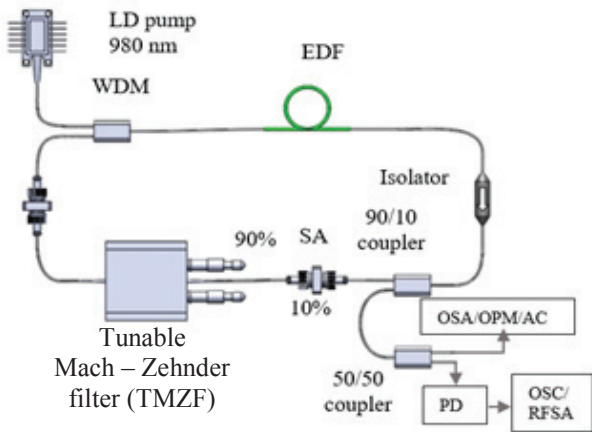 LD pump
980 nm
WDM
EDF
Isolator
90/10
coupler
90%
SA
10%
Tunable
Mach – Zehnder
filter (TMZF)
OSA/OPM/AC
50/50
coupler
PD
OSC/
RFSA